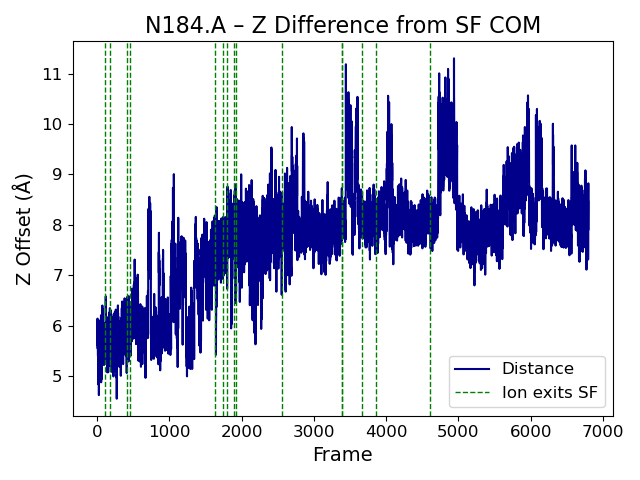 N184.A – Z Difference from SF COM
Z Offset (Å)
11
10
9
8
7
6
5
Distance
Ion exits SF
0 1000 2000 3000 4000 5000 6000 7000
Frame